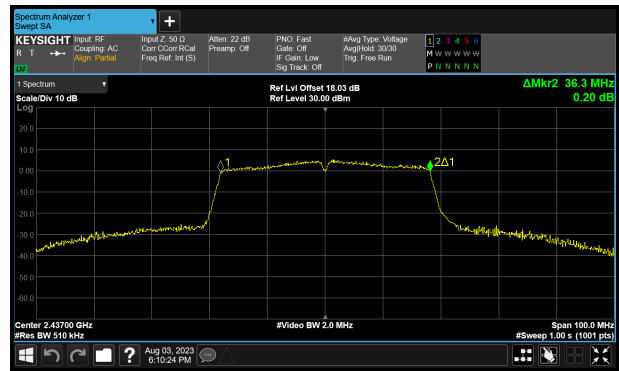 Spectrum Analyzer 1
Swept SA
KEYSIGHT
R T
LXI
Input: RF
Coupling: AC
Align: Partial
Input Z: 50 Ω
Corr CCorr RCal
Freq Ref: Int (S)
Atten: 22 dB
Preamp: Off
PNO: Fast
Gate: Off
IF Gain: Low
Sig Track: Off
#Avg Type: Voltage
Avg|Hold: 30/30
Trig: Free Run
1 2 3 4 5 6
M W W W W W
P N N N N N
1 Spectrum
Scale/Div 10 dB
Ref Lvl Offset 18.03 dB
Ref Level 30.00 dBm
ΔMkr2 36.3 MHz
0.20 dB
Log
20.0
10.0
0.00
-10.0
-20.0
-30.0
-40.0
-50.0
-60.0
1
2Δ1
Center 2.43700 GHz
#Res BW 510 kHz
#Video BW 2.0 MHz
Span 100.0 MHz
#Sweep 1.00 s (1001 pts)
?
Aug 03, 2023
6:10:24 PM